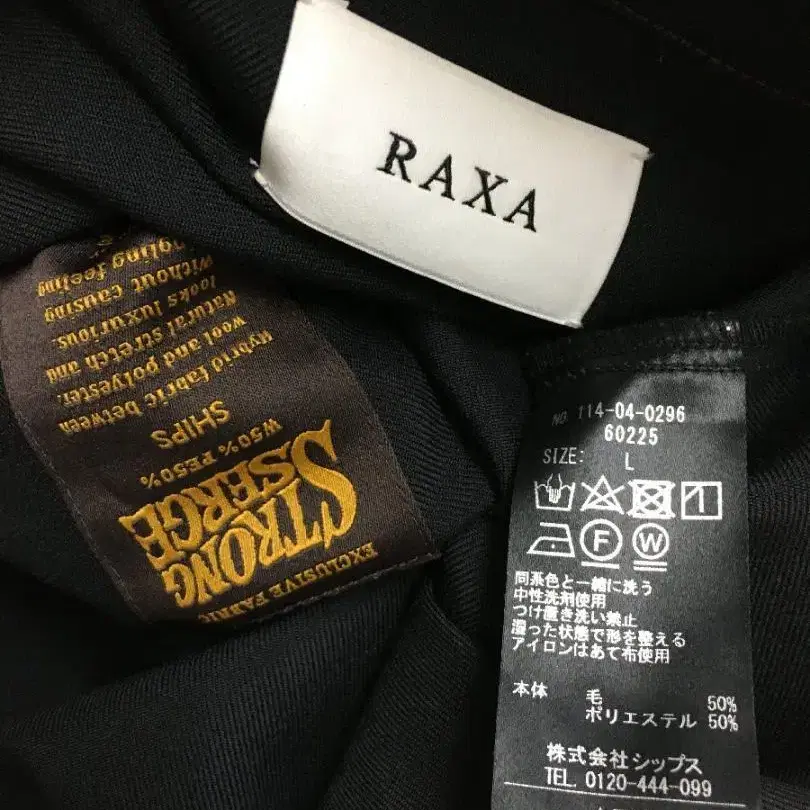 RAXA
EXCLUSIVE FABRIC
STRONG
SERGE
W50% PE50%
SHIPS
Hybrid fabric between
wool and polyester.
Natural stretch and
looks luxurious.
without causing
feeling
NO. 114-04-0296
60225
SIZE: L
F W
同系色と一緒に洗う
中性洗剤使用
つけ置き洗い禁止
湿った状態で形を整える
アイロンはあて布使用
本体 毛 50%
ポリエステル 50%
株式会社シップス
TEL. 0120-444-099